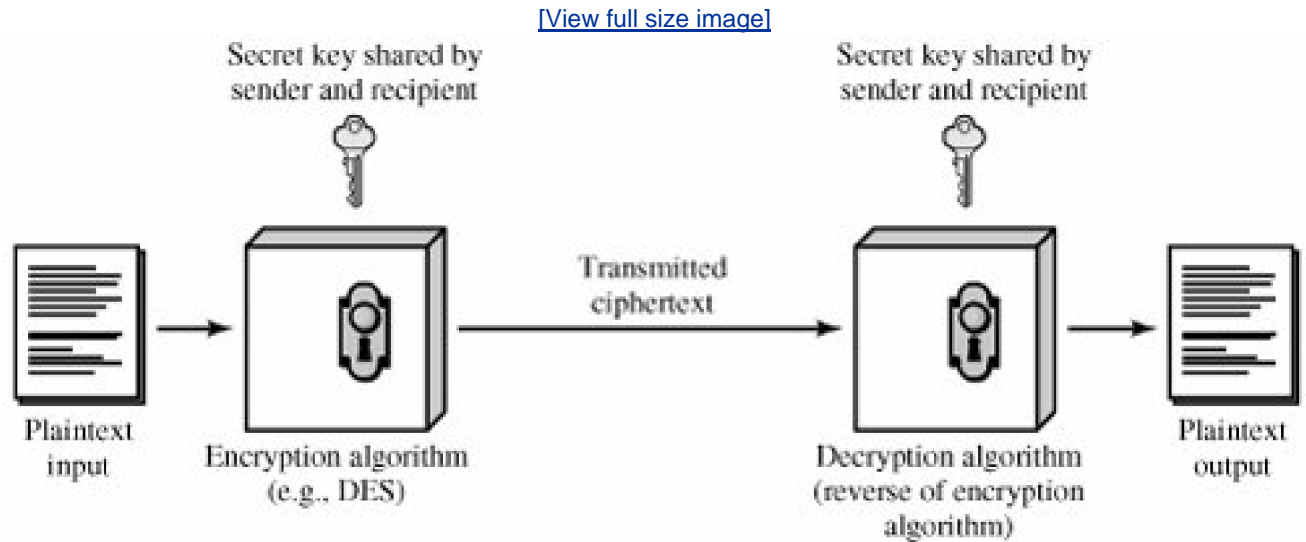 [View full size image]
Secret key shared by
sender and recipient
Secret key shared by
sender and recipient
Transmitted
ciphertext
Plaintext
input
Encryption algorithm
(e.g., DES)
Decryption algorithm
(reverse of encryption
algorithm)
Plaintext
output